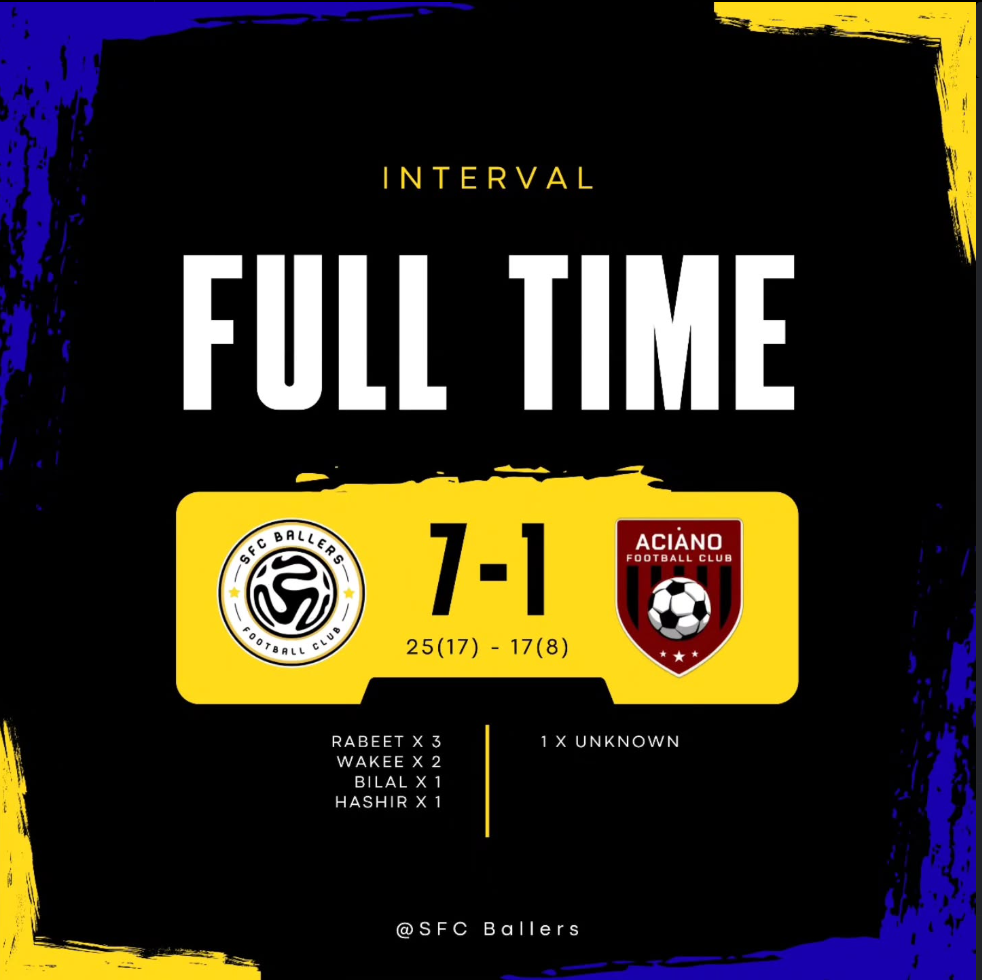 INTERVAL
FULL TIME
SFC BALLERS
FOOTBALL CLUB
7-1
25(17) - 17(8)
ACIÀNO
FOOTBALL CLUB
RABEET X 3
WAKEE X 2
BILAL X 1
HASHIR X 1
1 X UNKNOWN
@SFC Ballers